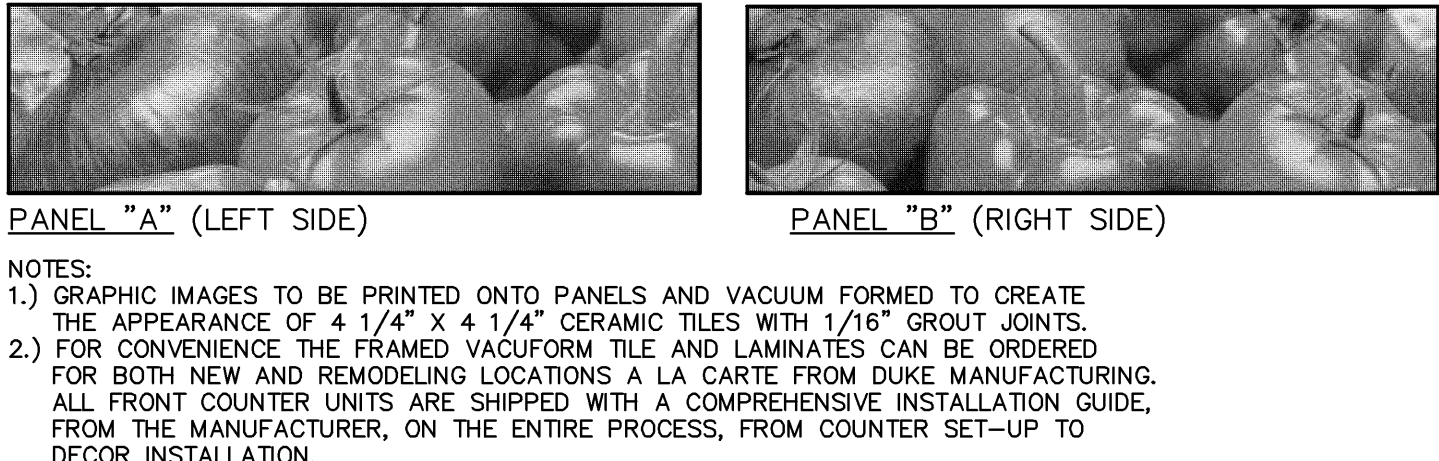 PANEL "A" (LEFT SIDE)
PANEL "B" (RIGHT SIDE)
NOTES:
1.) GRAPHIC IMAGES TO BE PRINTED ONTO PANELS AND VACUUM FORMED TO CREATE
THE APPEARANCE OF 4 1/4" X 4 1/4" CERAMIC TILES WITH 1/16" GROUT JOINTS.
2.) FOR CONVENIENCE THE FRAMED VACUFORM TILE AND LAMINATES CAN BE ORDERED
FOR BOTH NEW AND REMODELING LOCATIONS A LA CARTE FROM DUKE MANUFACTURING.
ALL FRONT COUNTER UNITS ARE SHIPPED WITH A COMPREHENSIVE INSTALLATION GUIDE,
FROM THE MANUFACTURER, ON THE ENTIRE PROCESS, FROM COUNTER SET-UP TO
DECOR INSTALLATION.